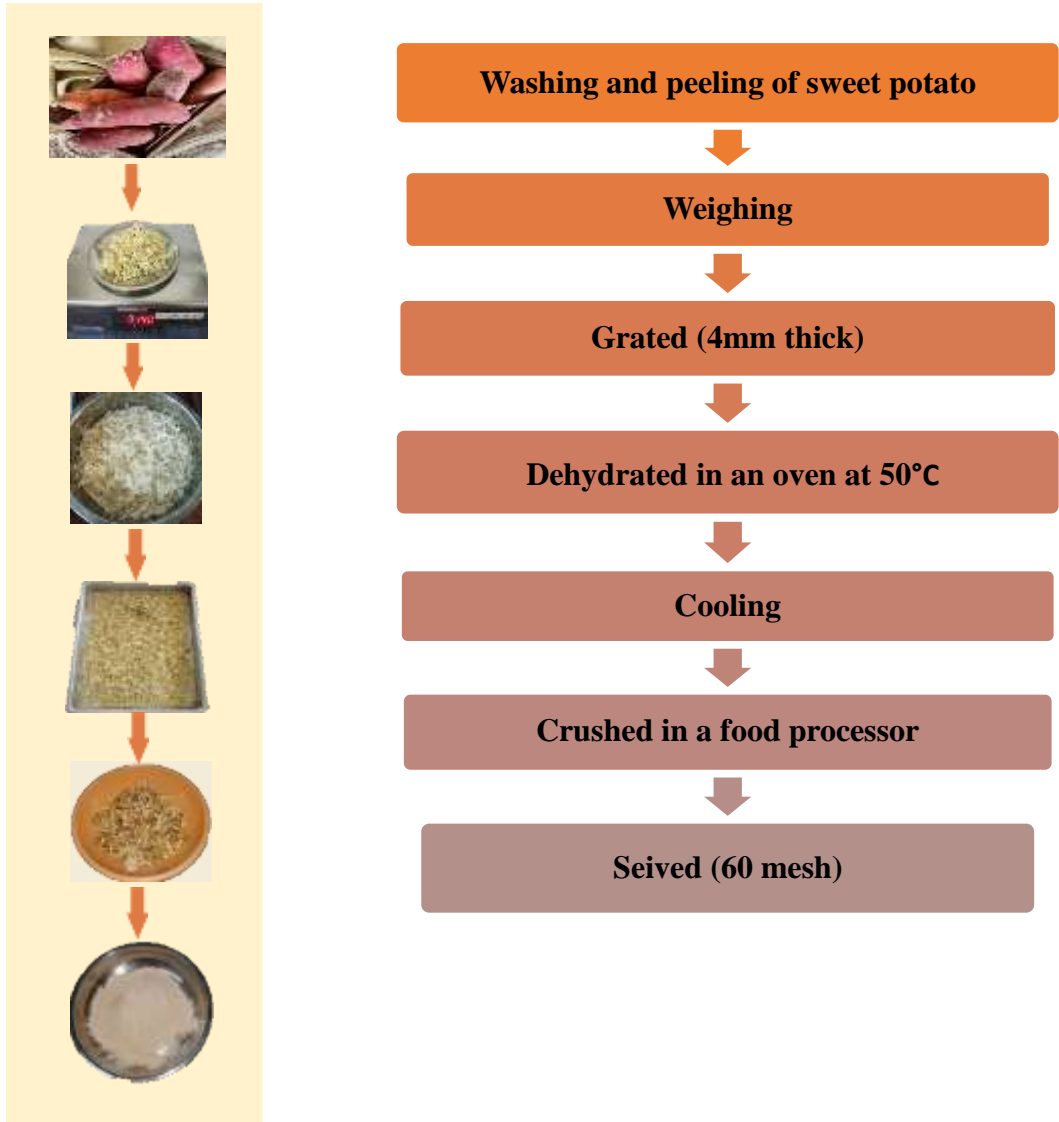 Washing and peeling of sweet potato
Weighing
Grated (4mm thick)
Dehydrated in an oven at 50°C
Cooling
Crushed in a food processor
Seived (60 mesh)